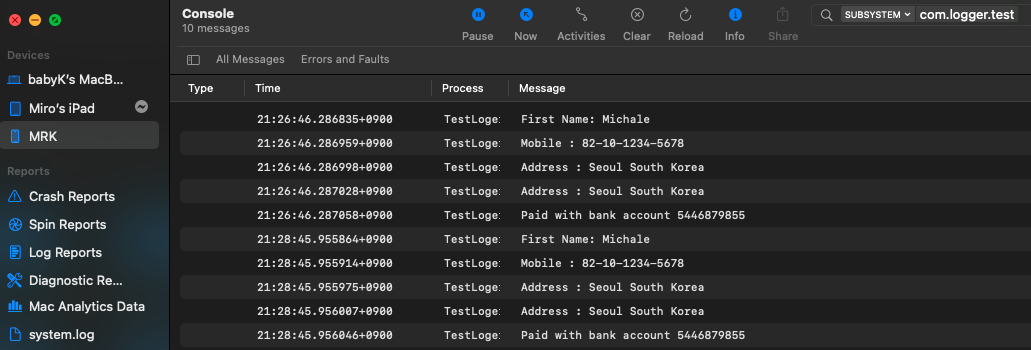 Console
10 messages
Pause
Now
Activities
Clear
Reload
Info
Share
SUBSYSTEM
com.logger.test
Devices
babyK's MacB...
Miro's iPad
MRK
Reports
Crash Reports
Spin Reports
Log Reports
Diagnostic Re...
Mac Analytics Data
system.log
All Messages Errors and Faults
Type Time Process Message
21:26:46.286835+0900 TestLoge: First Name: Michale
21:26:46.286959+0900 TestLoge: Mobile : 82-10-1234-5678
21:26:46.286998+0900 TestLoge: Address : Seoul South Korea
21:26:46.287028+0900 TestLoge: Address : Seoul South Korea
21:26:46.287058+0900 TestLoge: Paid with bank account 5446879855
21:28:45.955864+0900 TestLoge: First Name: Michale
21:28:45.955914+0900 TestLoge: Mobile : 82-10-1234-5678
21:28:45.955975+0900 TestLoge: Address : Seoul South Korea
21:28:45.956007+0900 TestLoge: Address : Seoul South Korea
21:28:45.956046+0900 TestLoge: Paid with bank account 5446879855